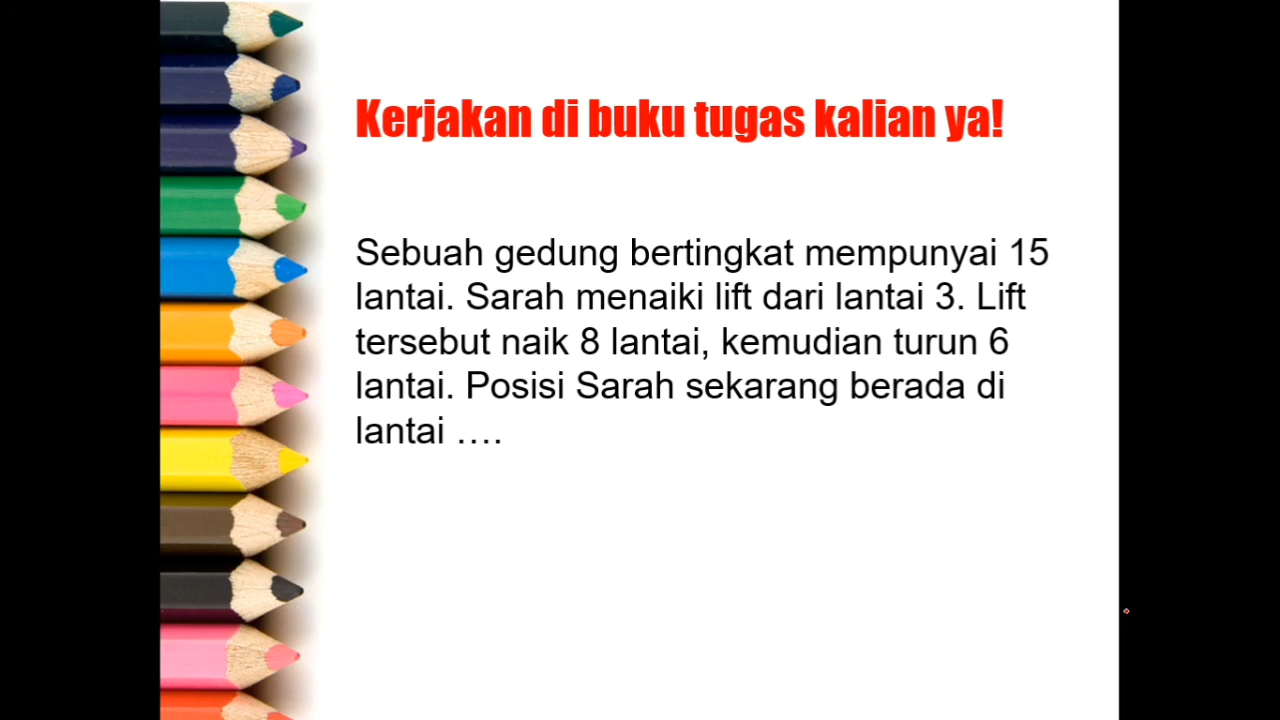 Kerjakan di buku tugas kalian ya!
Sebuah gedung bertingkat mempunyai 15
lantai. Sarah menaiki lift dari lantai 3. Lift
tersebut naik 8 lantai, kemudian turun 6
lantai. Posisi Sarah sekarang berada di
lantai ….